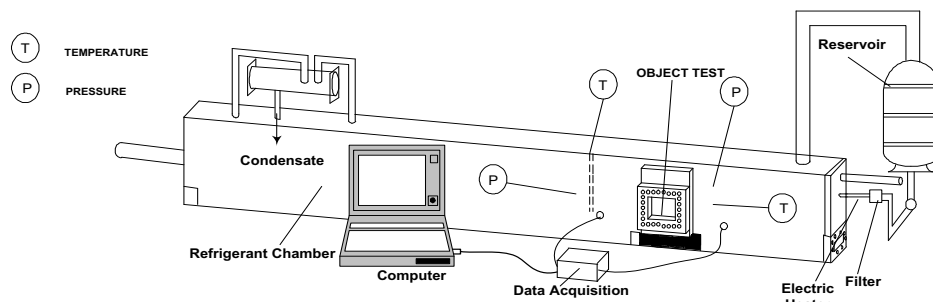 T TEMPERATURE
P PRESSURE
Reservoir
T
OBJECT TEST
P
Condensate
P
T
Refrigerant Chamber
Computer
Data Acquisition
Electric
Filter